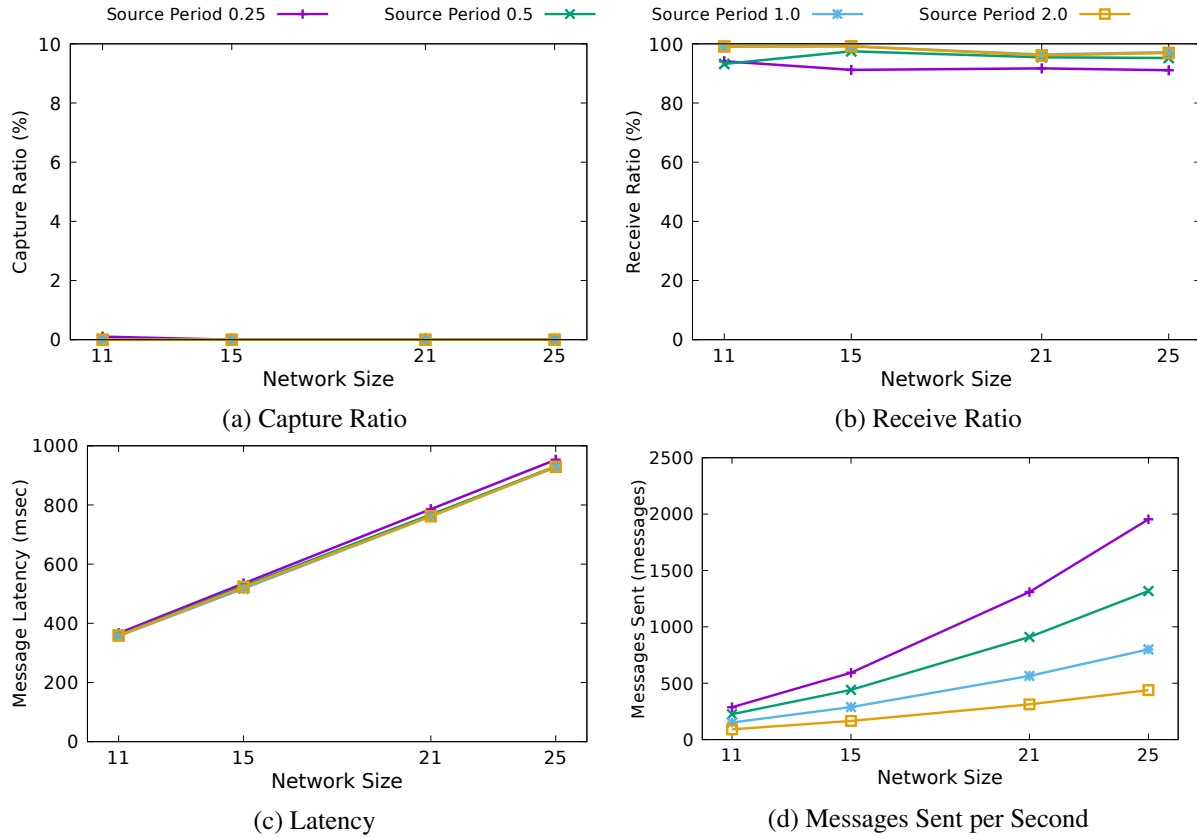 Source Period 0.25
Source Period 0.5
Source Period 1.0
Source Period 2.0
10
8
6
4
2
0
Capture Ratio (%)
11 15 21 25
Network Size
(a) Capture Ratio
100
80
60
40
20
0
Receive Ratio (%)
11 15 21 25
Network Size
(b) Receive Ratio
1000
800
600
400
200
0
Message Latency (msec)
11 15 21 25
Network Size
(c) Latency
2500
2000
1500
1000
500
0
Messages Sent (messages)
11 15 21 25
Network Size
(d) Messages Sent per Second